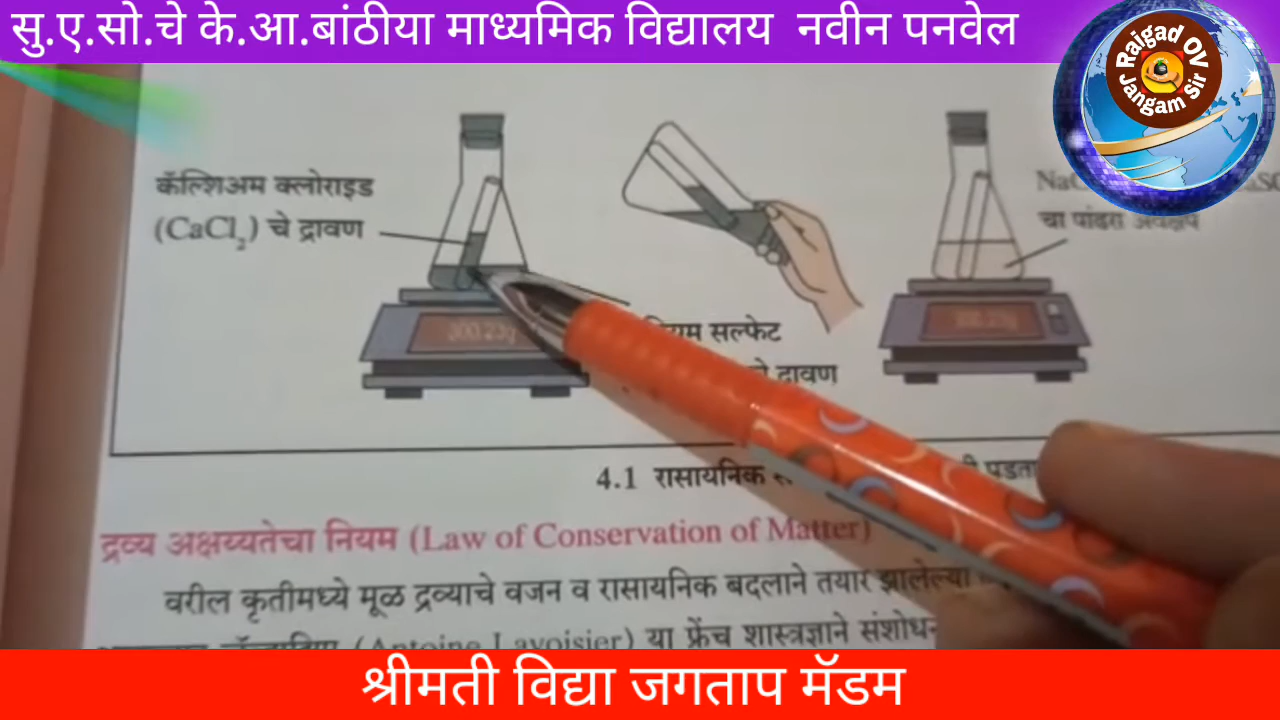 सु.ए.सो.चे के.आ.बांठीया माध्यमिक विद्यालय नवीन पनवेल
Raigad OV
Jangam Sir
कॅल्शिअम क्लोराइड
(CaCl₂) चे द्रावण
चा पांढरा अवक्षेप
सल्फेट
द्रावण
4.1 रासायनिक
द्रव्य अक्षय्यतेचा नियम (Law of Conservation of Matter)
वरील कृतीमध्ये मूळ द्रव्याचे वजन व रासायनिक बदलाने तयार झालेल्या
(Antoine Lavoisier) या फ्रेंच शास्त्रज्ञाने
श्रीमती विद्या जगताप मॅडम